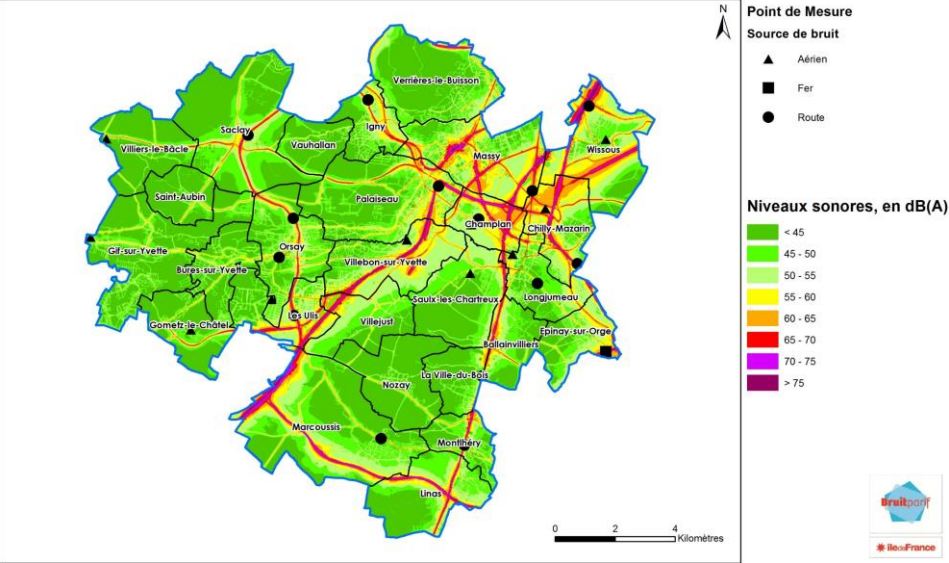 N
Verrières-le-Buisson
Igny
Saclay
Vauhallan
Villiers-le-Bâcle
Massy
Wissous
Saint-Aubin
Palaiseau
Champlan
Chilly-Mazarin
Gif-sur-Yvette
Orsay
Villebon-sur-Yvette
Bures-sur-Yvette
Saulx-les-Chartreux
Longjumeau
Gometz-le-Châtel
Les Ulis
Villejust
Epinay-sur-Orge
Ballainvilliers
La Ville-du-Bois
Nozay
Marcoussis
Montlhéry
Linas
0 2 4
Kilomètres
Point de Mesure
Source de bruit
Aérien
Fer
Route
Niveaux sonores, en dB(A)
< 45
45 - 50
50 - 55
55 - 60
60 - 65
65 - 70
70 - 75
> 75
Bruitparif
îledeFrance